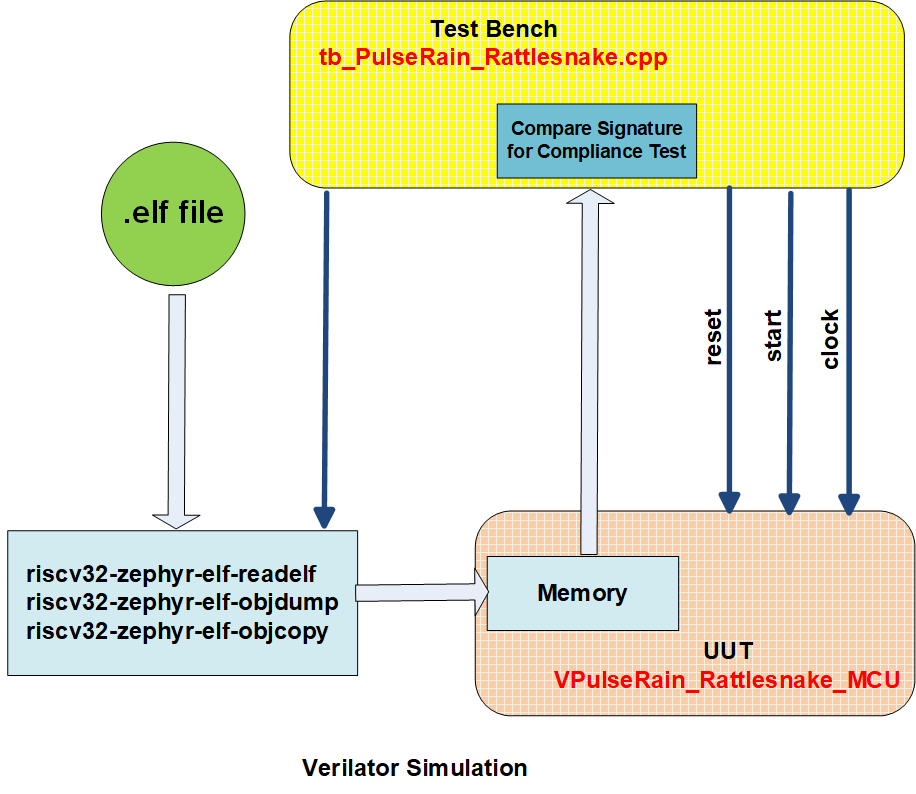 Test Bench
tb_PulseRain_Rattlesnake.cpp
Compare Signature
for Compliance Test
.elf file
reset
start
clock
riscv32-zephyr-elf-readelf
riscv32-zephyr-elf-objdump
riscv32-zephyr-elf-objcopy
Memory
UUT
VPulseRain_Rattlesnake_MCU
Verilator Simulation